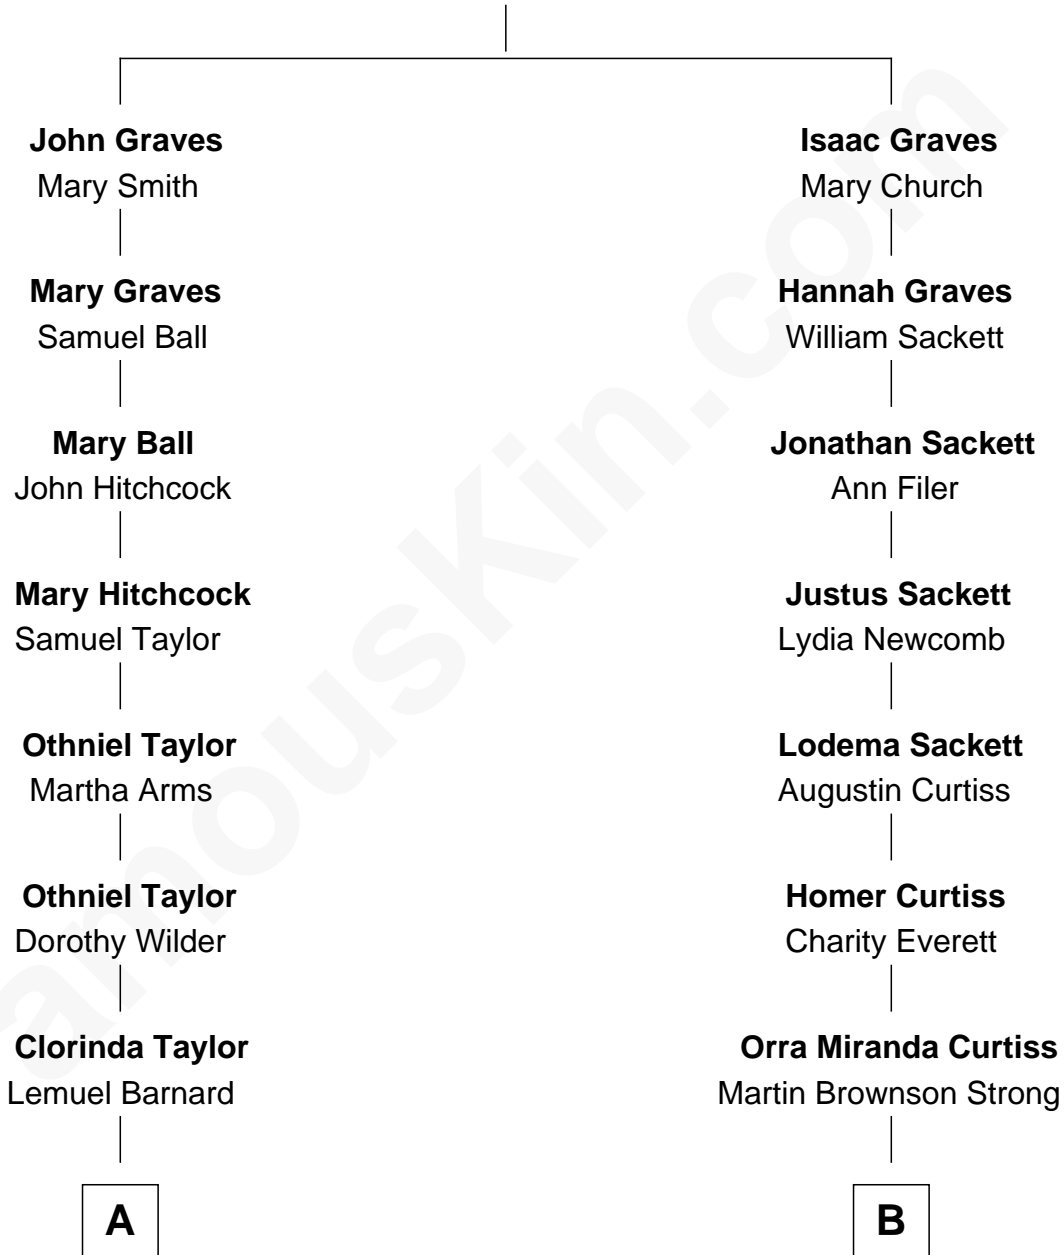 John Graves
Mary Smith
Isaac Graves
Mary Church
Mary Graves
Samuel Ball
Hannah Graves
William Sackett
Mary Ball
John Hitchcock
Jonathan Sackett
Ann Filer
Mary Hitchcock
Samuel Taylor
Justus Sackett
Lydia Newcomb
Othniel Taylor
Martha Arms
Lodema Sackett
Augustin Curtiss
Othniel Taylor
Dorothy Wilder
Homer Curtiss
Charity Everett
Clorinda Taylor
Lemuel Barnard
Orra Miranda Curtiss
Martin Brownson Strong
A
B
amouskin.com